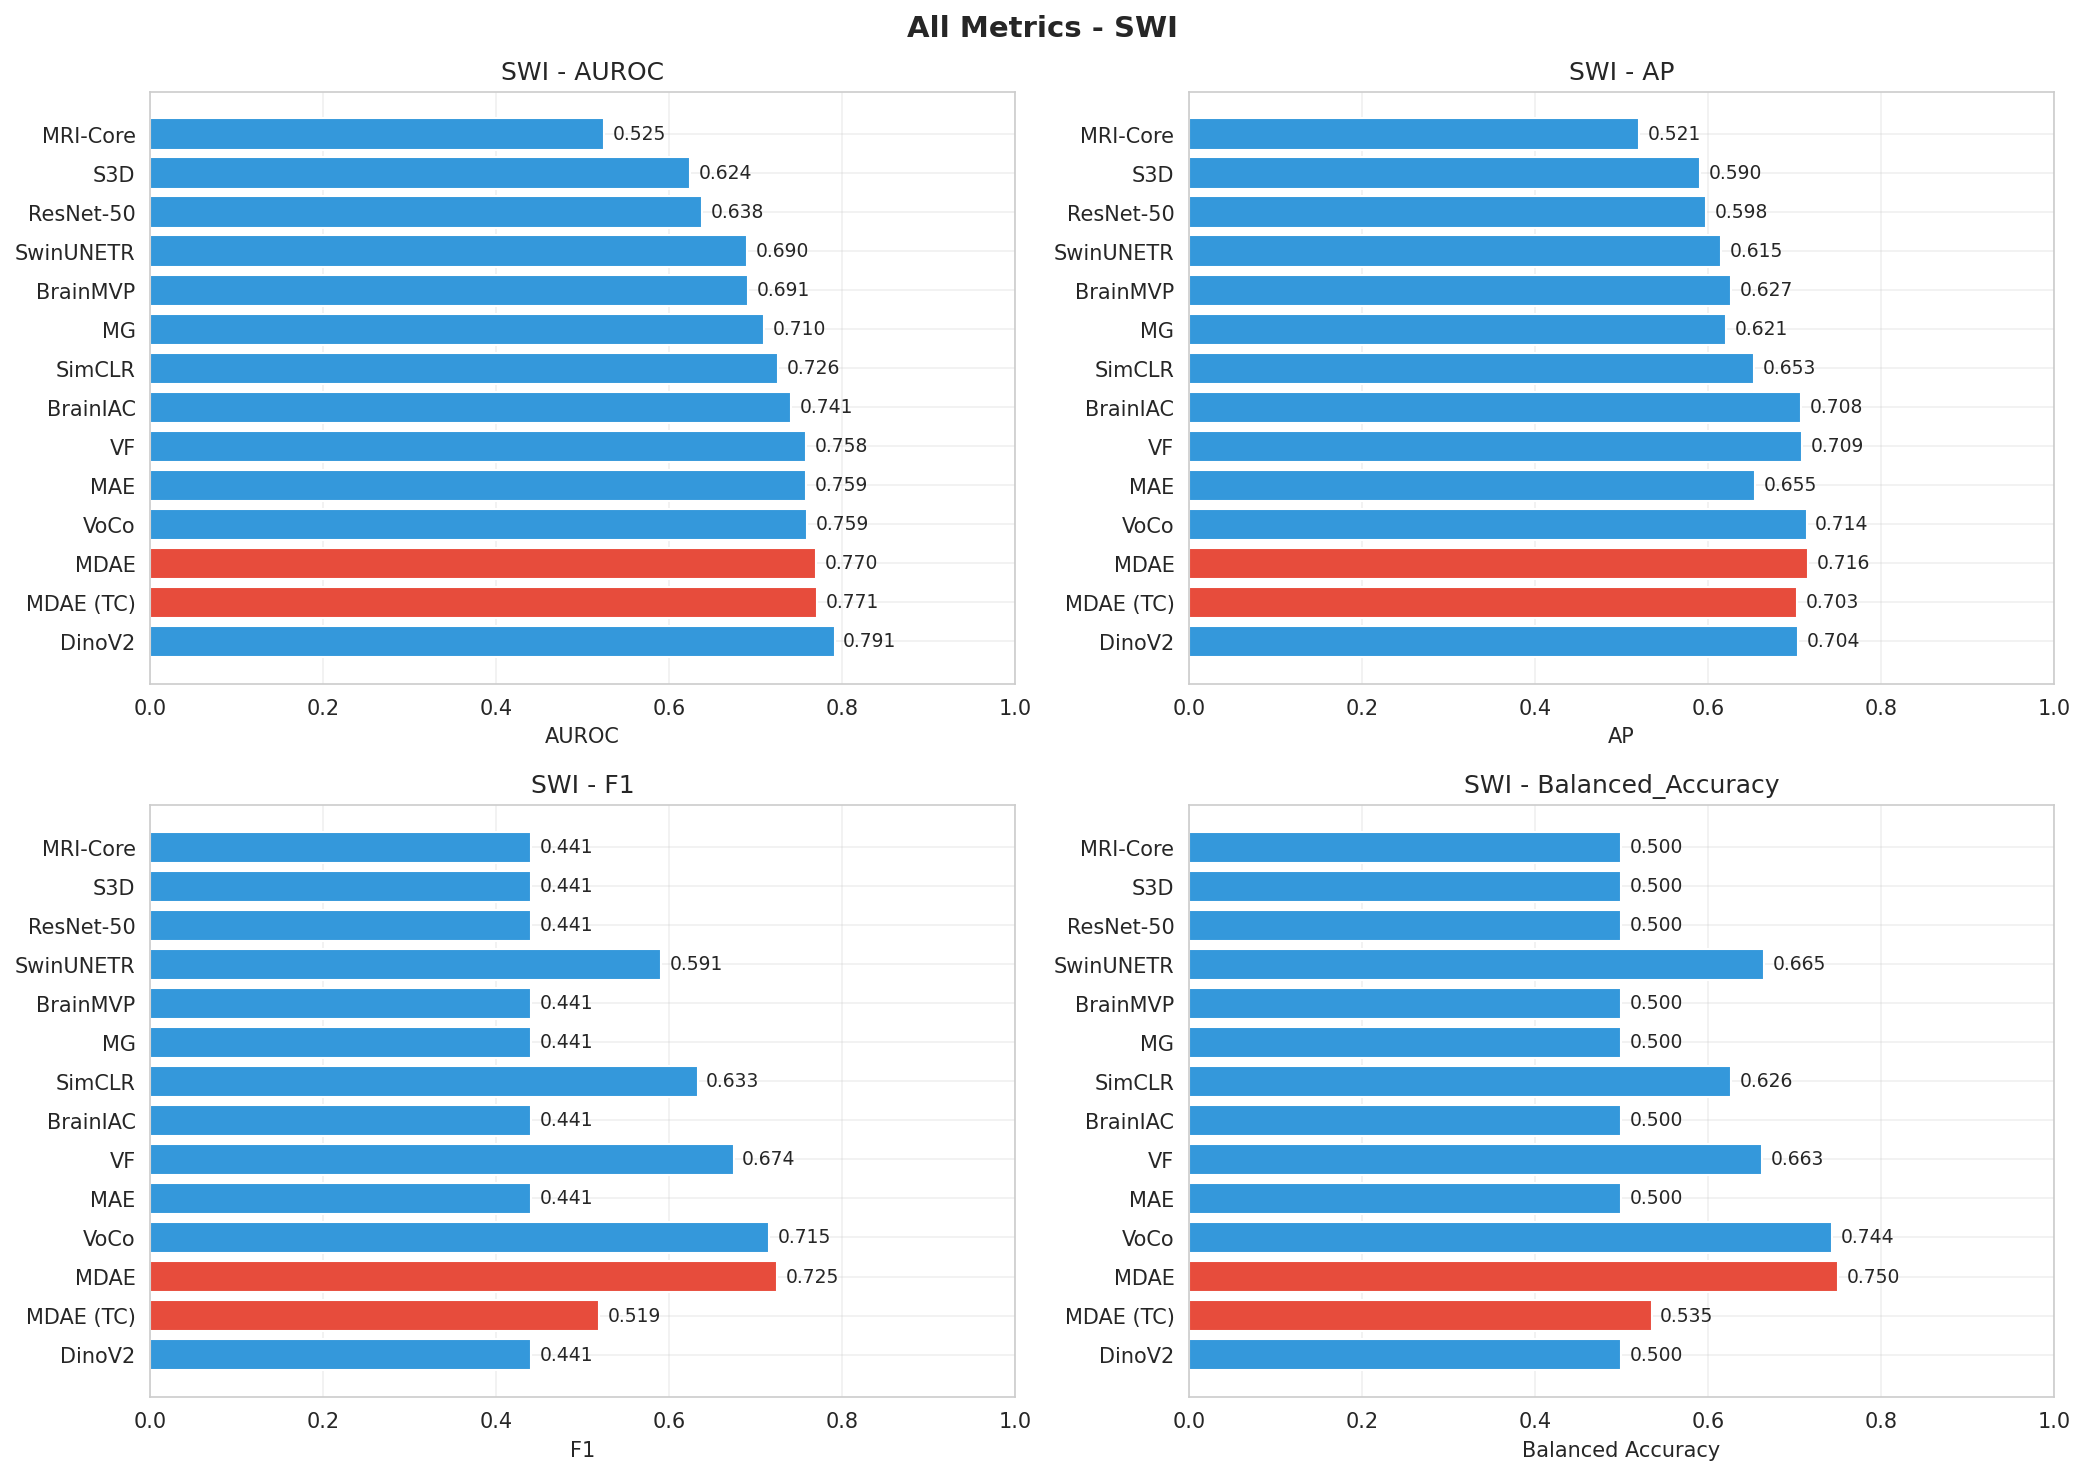 All Metrics - SWI
SWI - AUROC
MRI-Core 0.525
S3D 0.624
ResNet-50 0.638
SwinUNETR 0.690
BrainMVP 0.691
MG 0.710
SimCLR 0.726
BrainIAC 0.741
VF 0.758
MAE 0.759
VoCo 0.759
MDAE 0.770
MDAE (TC) 0.771
DinoV2 0.791
0.0 0.2 0.4 0.6 0.8 1.0
AUROC
SWI - AP
MRI-Core 0.521
S3D 0.590
ResNet-50 0.598
SwinUNETR 0.615
BrainMVP 0.627
MG 0.621
SimCLR 0.653
BrainIAC 0.708
VF 0.709
MAE 0.655
VoCo 0.714
MDAE 0.716
MDAE (TC) 0.703
DinoV2 0.704
0.0 0.2 0.4 0.6 0.8 1.0
AP
SWI - F1
MRI-Core 0.441
S3D 0.441
ResNet-50 0.441
SwinUNETR 0.591
BrainMVP 0.441
MG 0.441
SimCLR 0.633
BrainIAC 0.441
VF 0.674
MAE 0.441
VoCo 0.715
MDAE 0.725
MDAE (TC) 0.519
DinoV2 0.441
0.0 0.2 0.4 0.6 0.8 1.0
F1
SWI - Balanced_Accuracy
MRI-Core 0.500
S3D 0.500
ResNet-50 0.500
SwinUNETR 0.665
BrainMVP 0.500
MG 0.500
SimCLR 0.626
BrainIAC 0.500
VF 0.663
MAE 0.500
VoCo 0.744
MDAE 0.750
MDAE (TC) 0.535
DinoV2 0.500
0.0 0.2 0.4 0.6 0.8 1.0
Balanced Accuracy